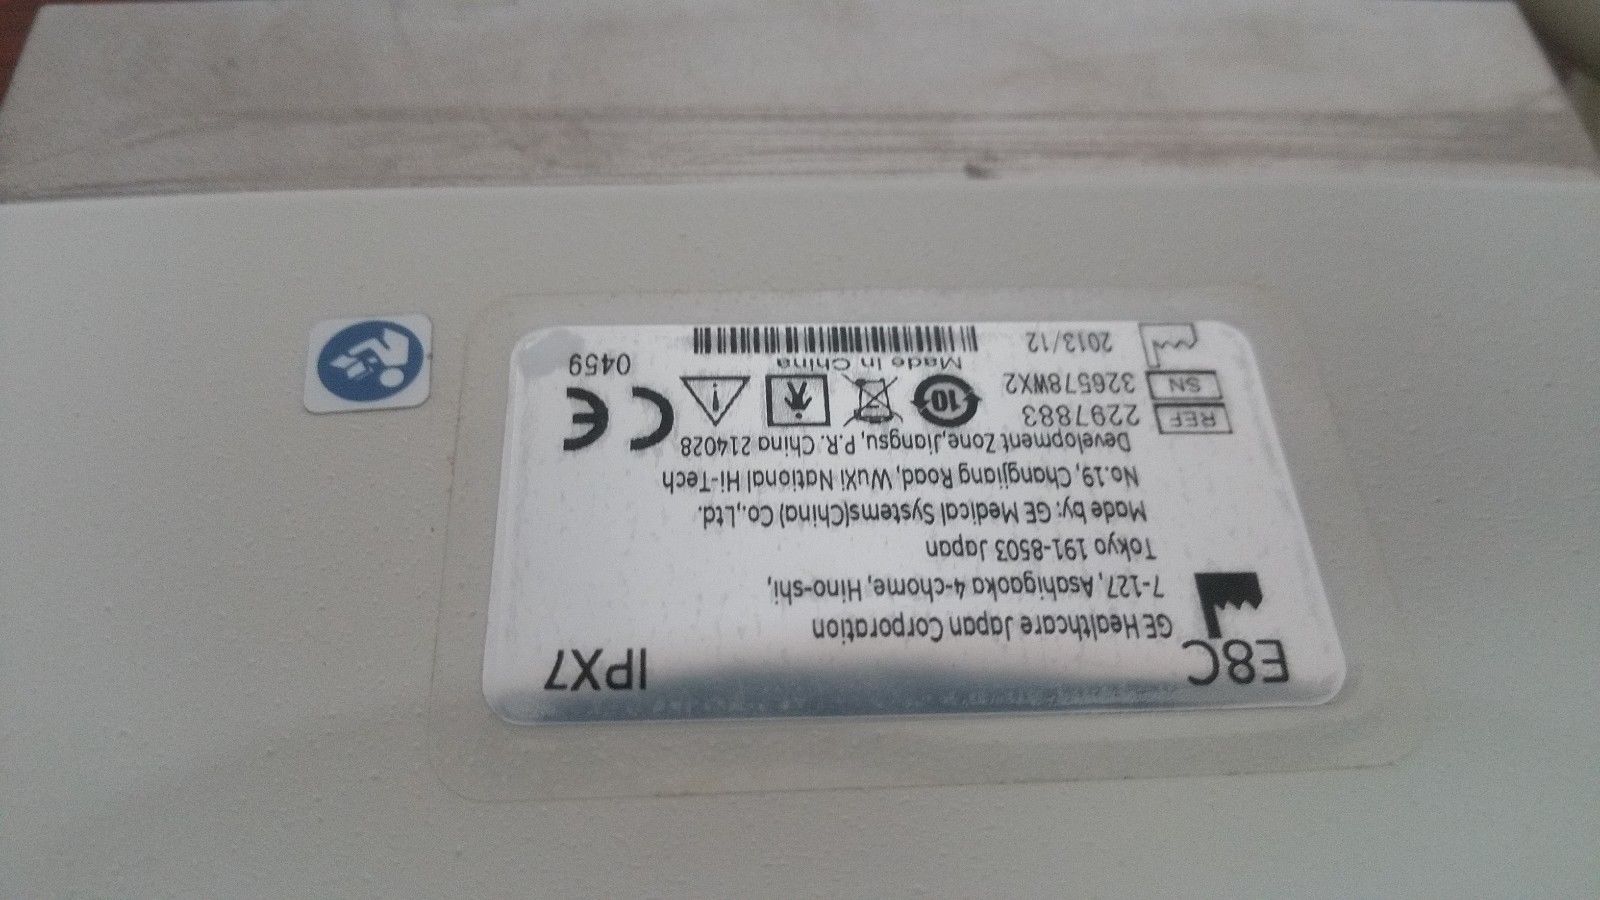 E8C IPX7
GE Healthcare Japan Corporation
7-127, Asahigaoka 4-chome, Hino-shi,
Tokyo 191-8503 Japan
Made by: GE Medical Systems(China) Co.,Ltd.
No.19, Changjiang Road, WuXi National Hi-Tech
Development Zone,Jiangsu, P.R. China 214028
REF 2297883
SN 326578WX2
2013/12
10
CE
0459
Made In China